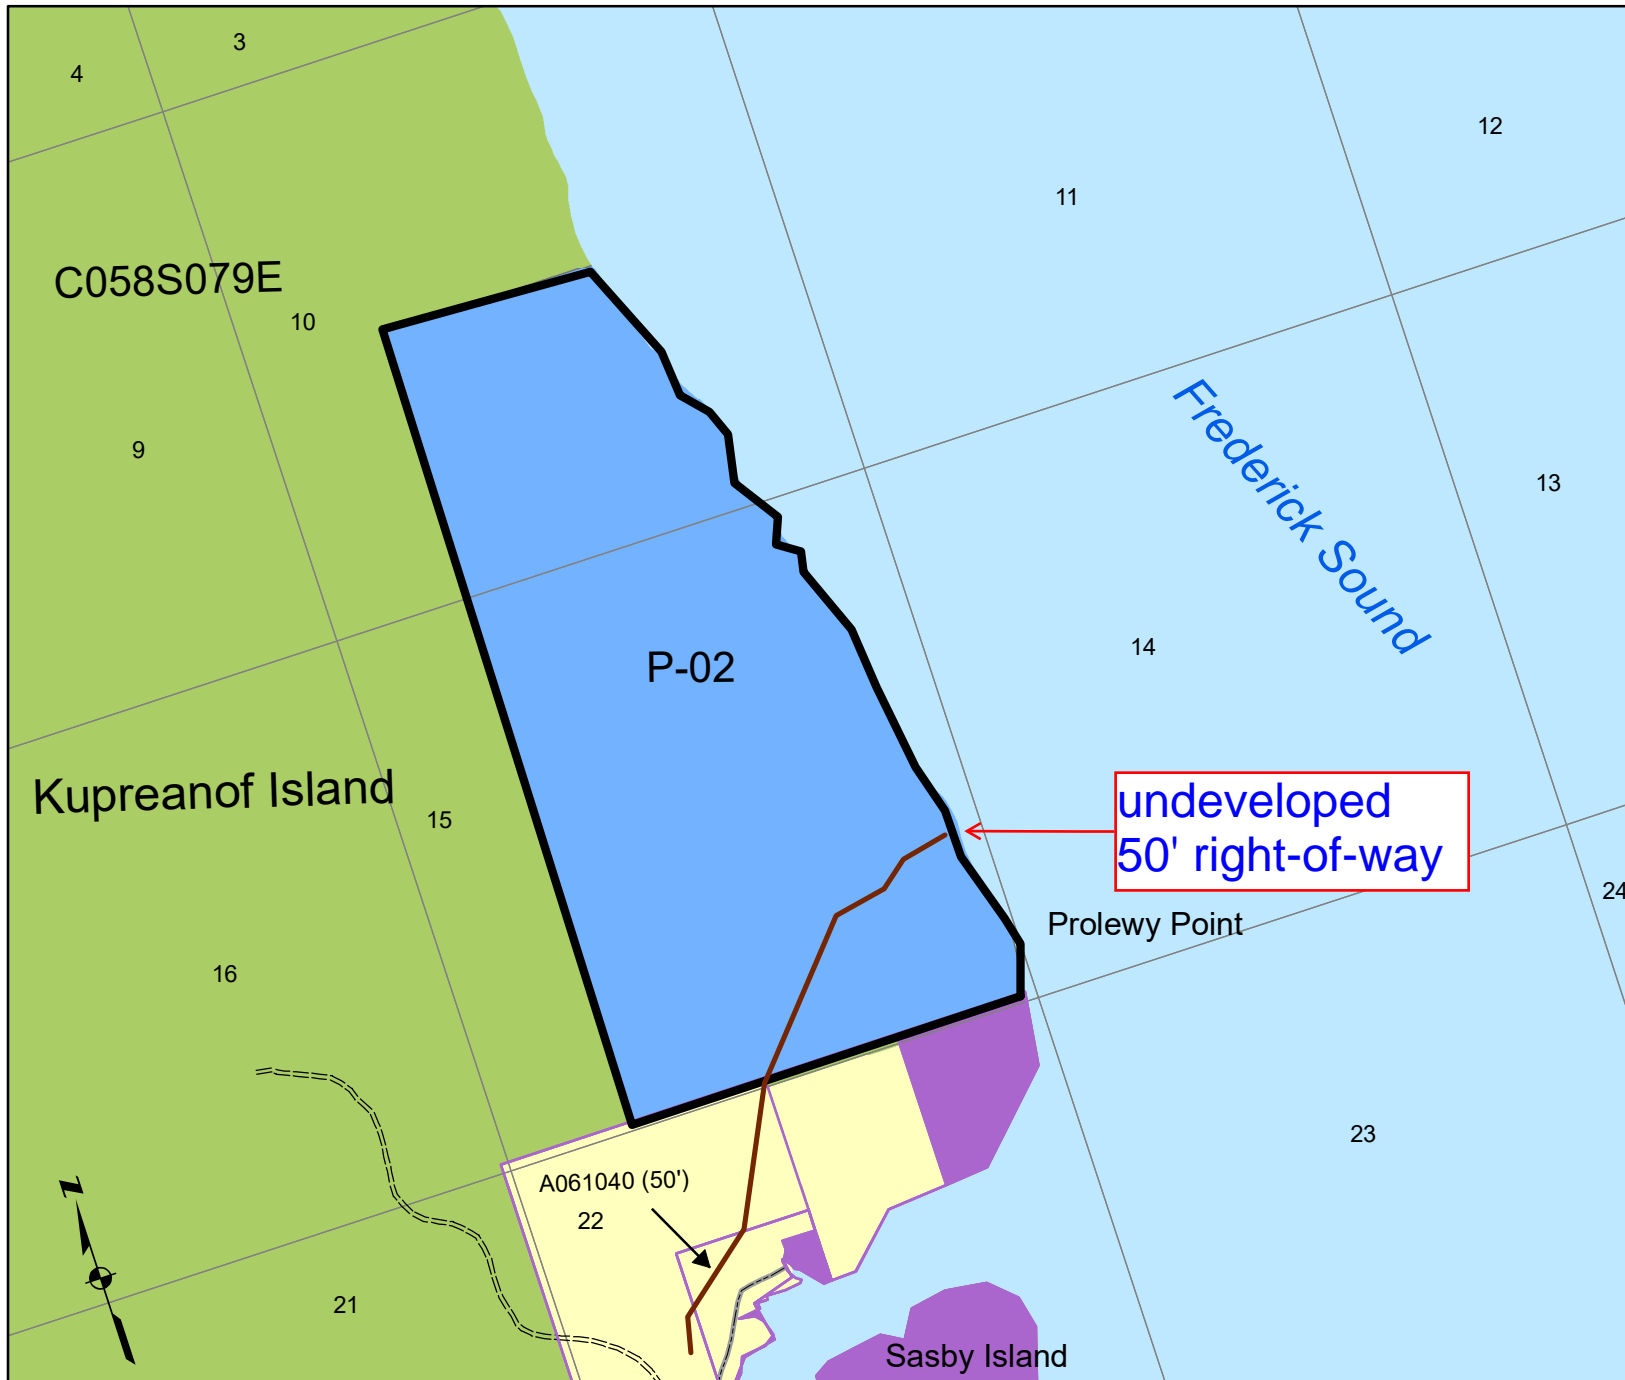 3
4
12
11
C058S079E
10
9
Frederick Sound
13
14
P-02
Kupreanof Island
15
undeveloped
50' right-of-way
24
Prolewy Point
16
23
A061040 (50')
22
N
21
Sasby Island